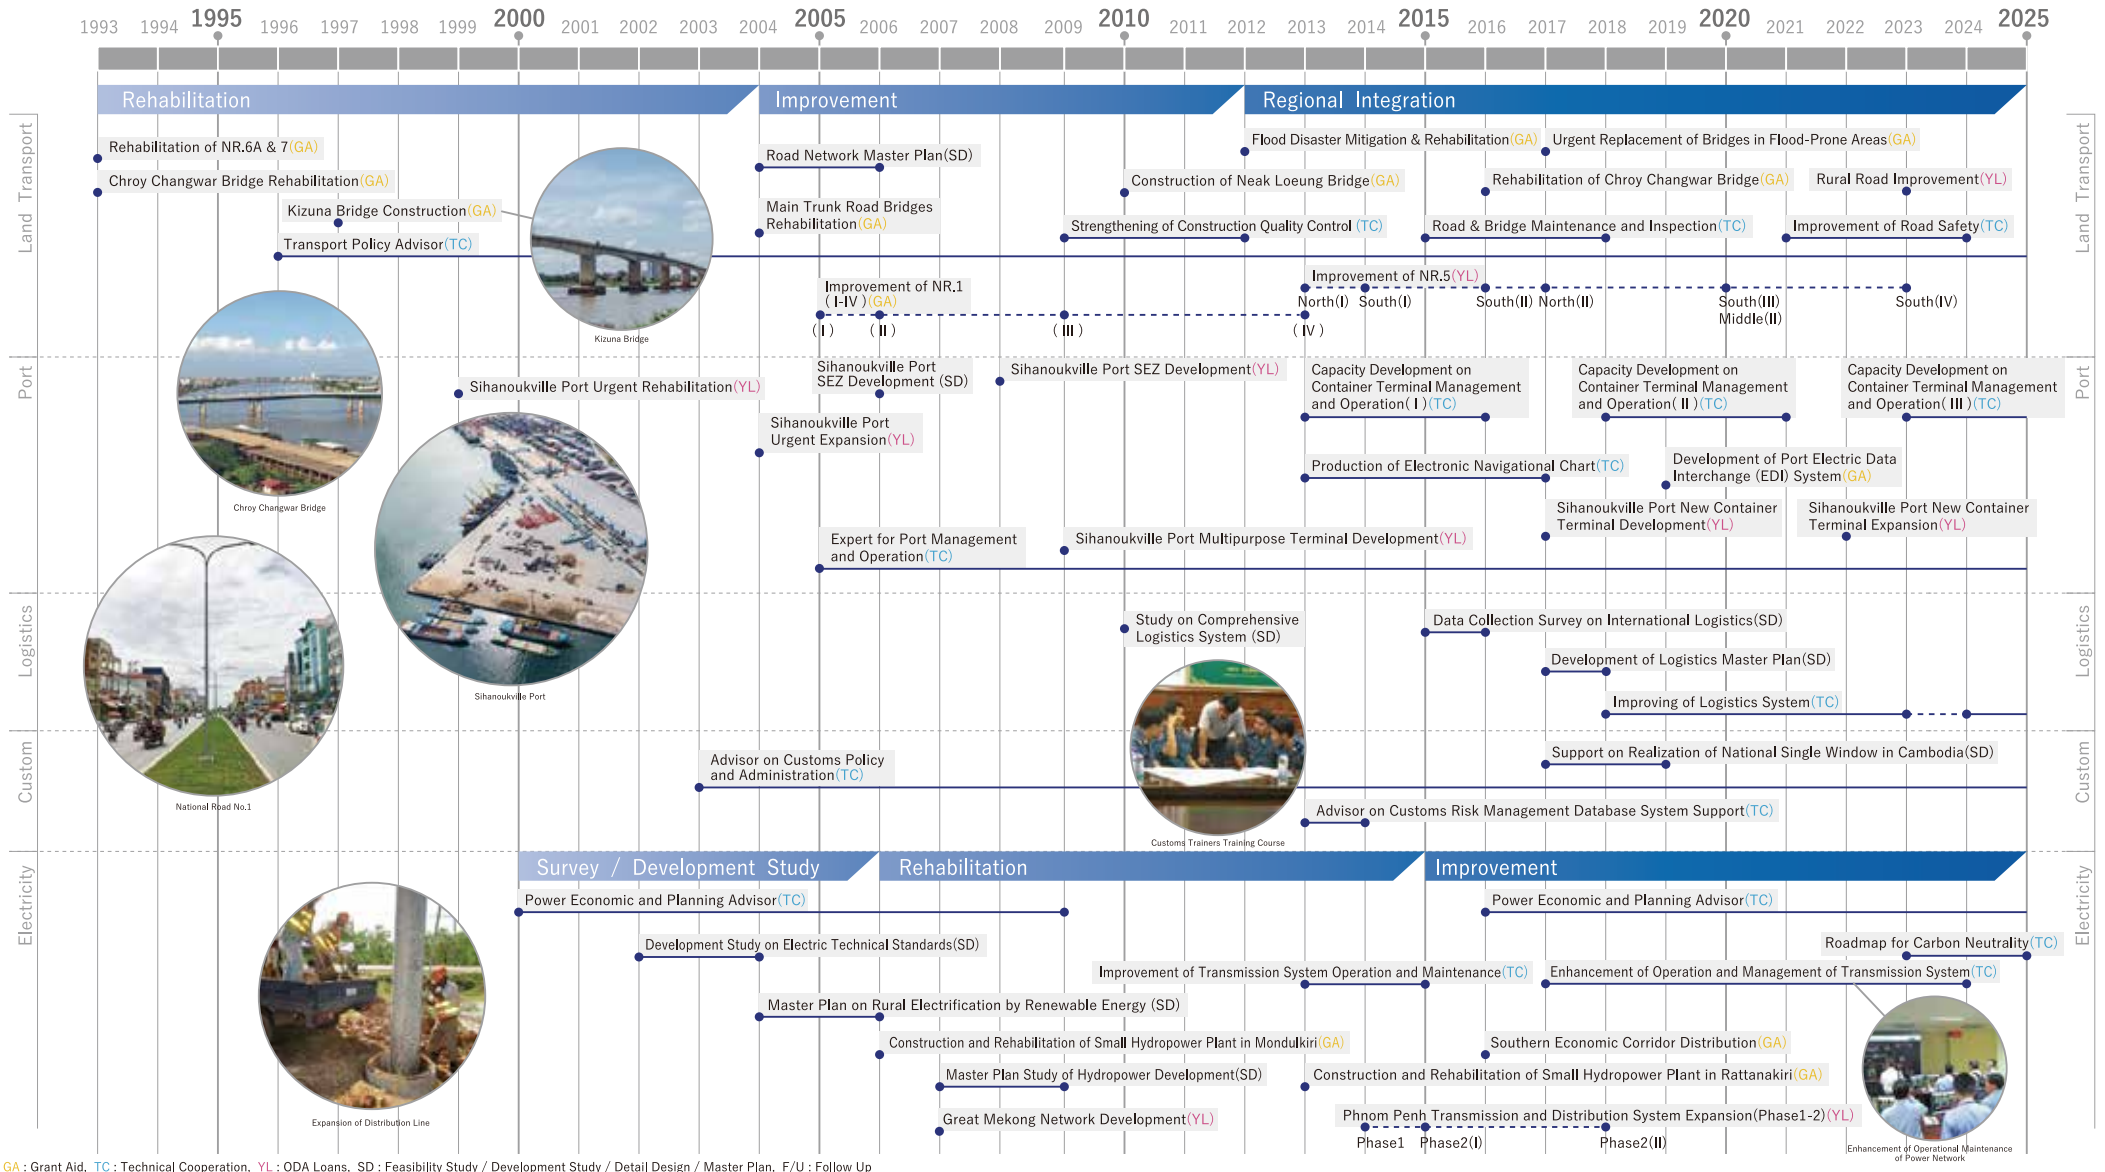 1993 1994 1995 1996 1997 1998 1999 2000 2001 2002 2003 2004 2005 2006 2007 2008 2009 2010 2011 2012 2013 2014 2015 2016 2017 2018 2019 2020 2021 2022 2023 2024 2025
Land Transport
Rehabilitation
Improvement
Regional Integration
Land Transport
Rehabilitation of NR.6A & 7(GA)
Chroy Changwar Bridge Rehabilitation(GA)
Kizuna Bridge Construction(GA)
Transport Policy Advisor(TC)
Kizuna Bridge
Road Network Master Plan(SD)
Main Trunk Road Bridges
Rehabilitation(GA)
Flood Disaster Mitigation & Rehabilitation(GA)
Urgent Replacement of Bridges in Flood-Prone Areas(GA)
Construction of Neak Loeung Bridge(GA)
Rehabilitation of Chroy Changwar Bridge(GA)
Rural Road Improvement(YL)
Strengthening of Construction Quality Control (TC)
Road & Bridge Maintenance and Inspection(TC)
Improvement of Road Safety(TC)
Improvement of NR.1
( I-IV )(GA)
( I ) ( II ) ( III ) ( IV )
Improvement of NR.5(YL)
North(I) South(I) South(II) North(II) South(III) South(IV)
Middle(II)
Port
Port
Chroy Changwar Bridge
Sihanoukville Port Urgent Rehabilitation(YL)
Sihanoukville Port
Sihanoukville Port
SEZ Development (SD)
Sihanoukville Port SEZ Development(YL)
Sihanoukville Port
Urgent Expansion(YL)
Capacity Development on
Container Terminal Management
and Operation( I )(TC)
Capacity Development on
Container Terminal Management
and Operation( II )(TC)
Capacity Development on
Container Terminal Management
and Operation( III )(TC)
Production of Electronic Navigational Chart(TC)
Development of Port Electric Data
Interchange (EDI) System(GA)
Sihanoukville Port New Container
Terminal Development(YL)
Sihanoukville Port New Container
Terminal Expansion(YL)
Expert for Port Management
and Operation(TC)
Sihanoukville Port Multipurpose Terminal Development(YL)
Logistics
Logistics
National Road No.1
Study on Comprehensive
Logistics System (SD)
Data Collection Survey on International Logistics(SD)
Development of Logistics Master Plan(SD)
Improving of Logistics System(TC)
Custom
Custom
Advisor on Customs Policy
and Administration(TC)
Customs Trainers Training Course
Support on Realization of National Single Window in Cambodia(SD)
Advisor on Customs Risk Management Database System Support(TC)
Electricity
Survey / Development Study
Rehabilitation
Improvement
Electricity
Power Economic and Planning Advisor(TC)
Power Economic and Planning Advisor(TC)
Development Study on Electric Technical Standards(SD)
Roadmap for Carbon Neutrality(TC)
Improvement of Transmission System Operation and Maintenance(TC)
Enhancement of Operation and Management of Transmission System(TC)
Master Plan on Rural Electrification by Renewable Energy (SD)
Construction and Rehabilitation of Small Hydropower Plant in Mondulkiri(GA)
Southern Economic Corridor Distribution(GA)
Master Plan Study of Hydropower Development(SD)
Construction and Rehabilitation of Small Hydropower Plant in Rattanakiri(GA)
Great Mekong Network Development(YL)
Phnom Penh Transmission and Distribution System Expansion(Phase1-2)(YL)
Phase1 Phase2(I) Phase2(II)
Expansion of Distribution Line
Enhancement of Operational Maintenance
of Power Network
GA : Grant Aid, TC : Technical Cooperation, YL : ODA Loans, SD : Feasibility Study / Development Study / Detail Design / Master Plan, F/U : Follow Up